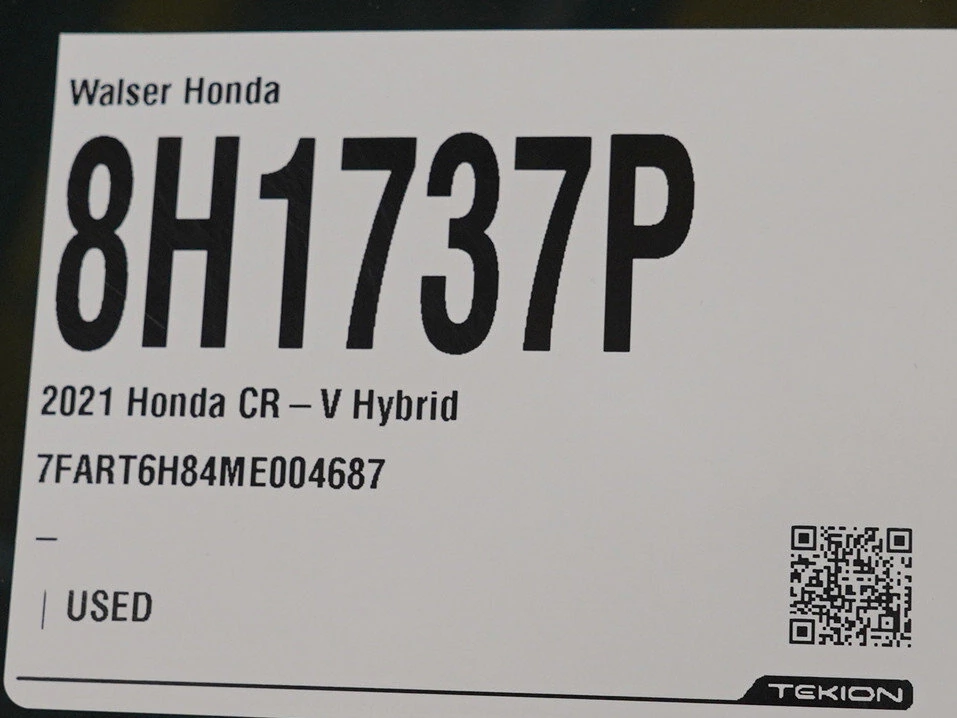 Walser Honda
8H1737P
2021 Honda CR – V Hybrid
7FART6H84ME004687
–
| USED
TEKION